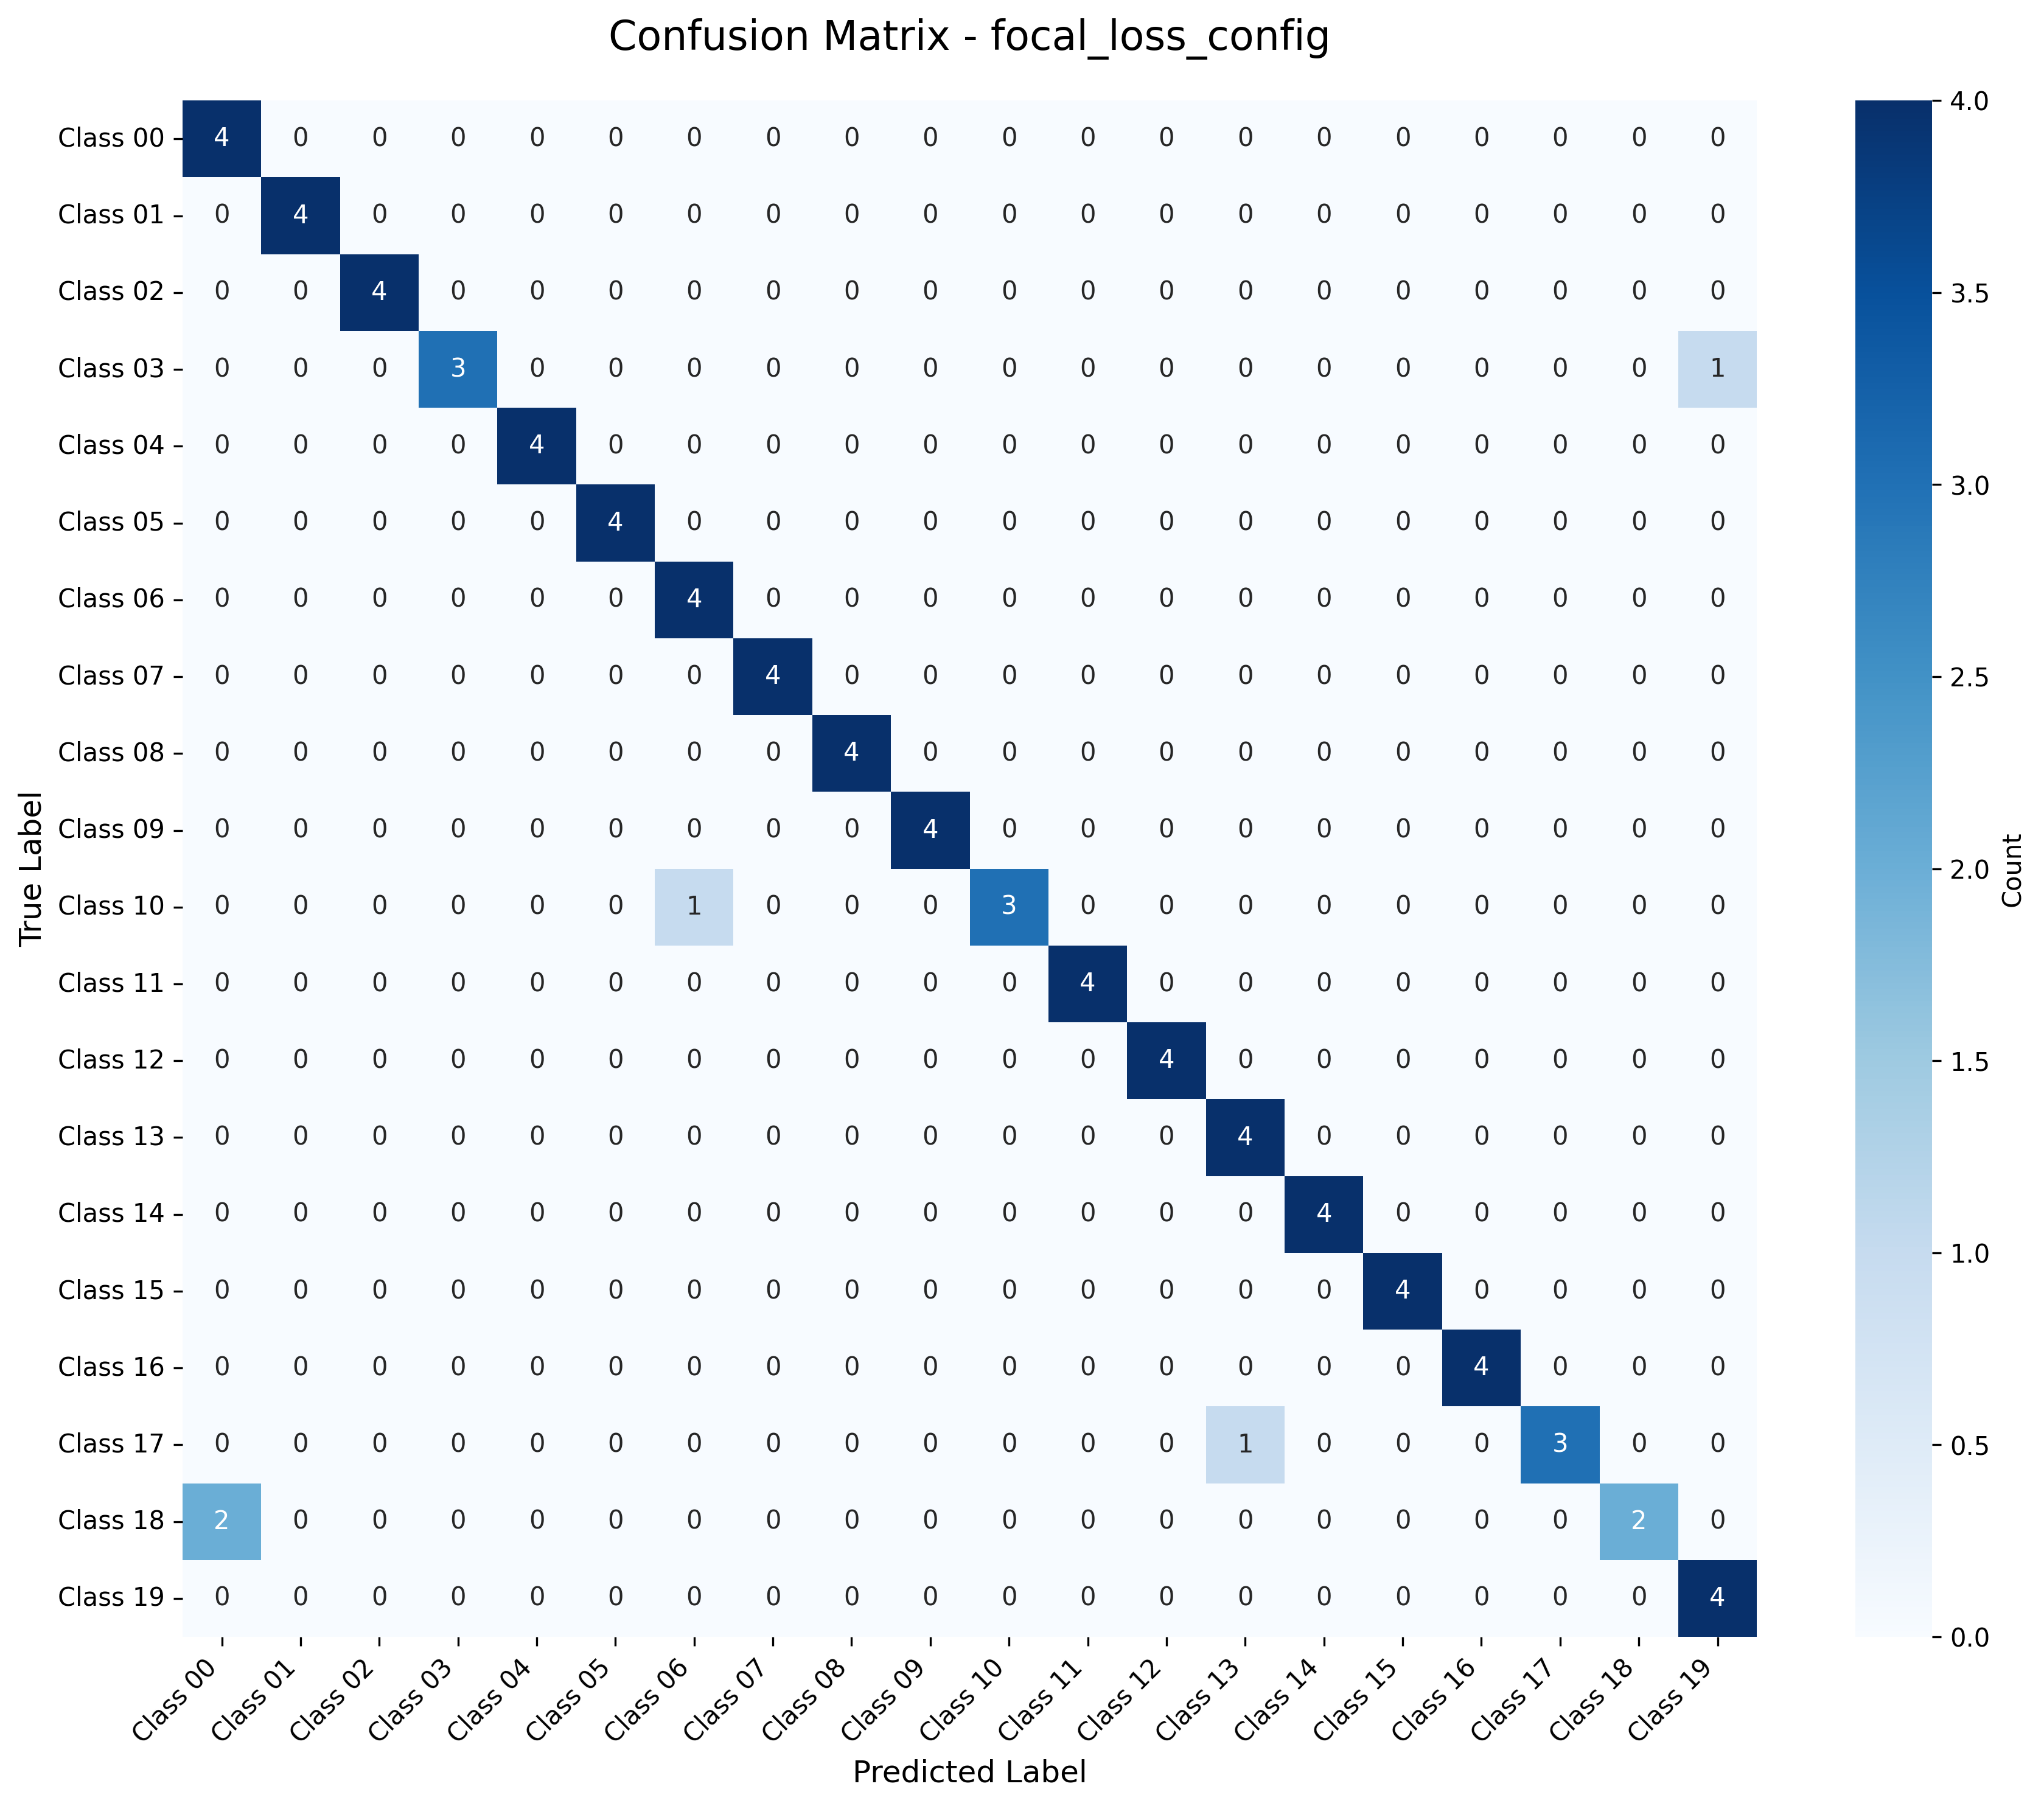 Confusion Matrix - focal_loss_config
Class 00 4 0 0 0 0 0 0 0 0 0 0 0 0 0 0 0 0 0 0 0
Class 01 0 4 0 0 0 0 0 0 0 0 0 0 0 0 0 0 0 0 0 0
Class 02 0 0 4 0 0 0 0 0 0 0 0 0 0 0 0 0 0 0 0 0
Class 03 0 0 0 3 0 0 0 0 0 0 0 0 0 0 0 0 0 0 0 1
Class 04 0 0 0 0 4 0 0 0 0 0 0 0 0 0 0 0 0 0 0 0
Class 05 0 0 0 0 0 4 0 0 0 0 0 0 0 0 0 0 0 0 0 0
Class 06 0 0 0 0 0 0 4 0 0 0 0 0 0 0 0 0 0 0 0 0
Class 07 0 0 0 0 0 0 0 4 0 0 0 0 0 0 0 0 0 0 0 0
Class 08 0 0 0 0 0 0 0 0 4 0 0 0 0 0 0 0 0 0 0 0
Class 09 0 0 0 0 0 0 0 0 0 4 0 0 0 0 0 0 0 0 0 0
Class 10 0 0 0 0 0 0 1 0 0 0 3 0 0 0 0 0 0 0 0 0
Class 11 0 0 0 0 0 0 0 0 0 0 0 4 0 0 0 0 0 0 0 0
Class 12 0 0 0 0 0 0 0 0 0 0 0 0 4 0 0 0 0 0 0 0
Class 13 0 0 0 0 0 0 0 0 0 0 0 0 0 4 0 0 0 0 0 0
Class 14 0 0 0 0 0 0 0 0 0 0 0 0 0 0 4 0 0 0 0 0
Class 15 0 0 0 0 0 0 0 0 0 0 0 0 0 0 0 4 0 0 0 0
Class 16 0 0 0 0 0 0 0 0 0 0 0 0 0 0 0 0 4 0 0 0
Class 17 0 0 0 0 0 0 0 0 0 0 0 0 0 1 0 0 0 3 0 0
Class 18 2 0 0 0 0 0 0 0 0 0 0 0 0 0 0 0 0 0 2 0
Class 19 0 0 0 0 0 0 0 0 0 0 0 0 0 0 0 0 0 0 0 4
Class 00 Class 01 Class 02 Class 03 Class 04 Class 05 Class 06 Class 07 Class 08 Class 09 Class 10 Class 11 Class 12 Class 13 Class 14 Class 15 Class 16 Class 17 Class 18 Class 19
Predicted Label
True Label
4.0
3.5
3.0
2.5
2.0
1.5
1.0
0.5
0.0
Count